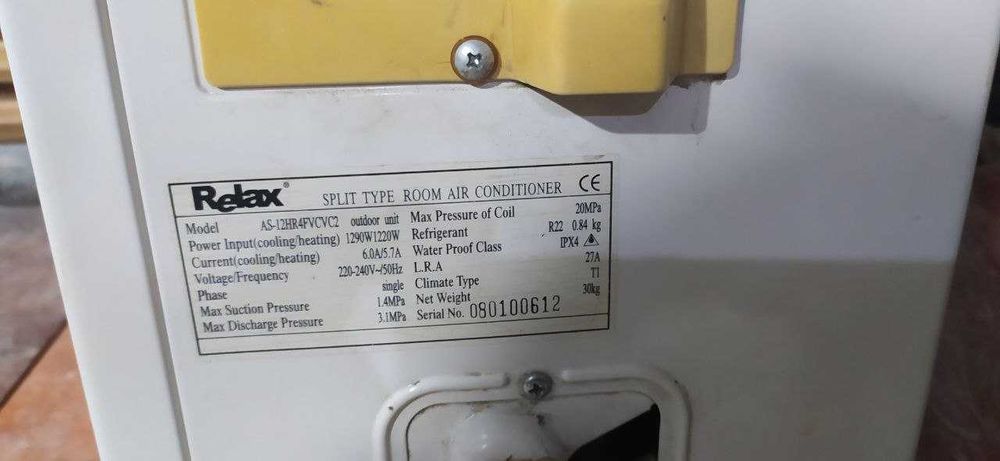 Relax® SPLIT TYPE ROOM AIR CONDITIONER CE
Model AS-12HR4FVCVC2 outdoor unit
Power Input(cooling/heating) 1290W1220W
Current(cooling/heating) 6.0A/5.7A
Voltage/Frequency 220-240V~/50Hz
Phase single
Max Suction Pressure 1.4MPa
Max Discharge Pressure 3.1MPa
Max Pressure of Coil 20MPa
Refrigerant R22 0.84 kg
Water Proof Class IPX4
L.R.A 27A
Climate Type T1
Net Weight 30kg
Serial No. 080100612